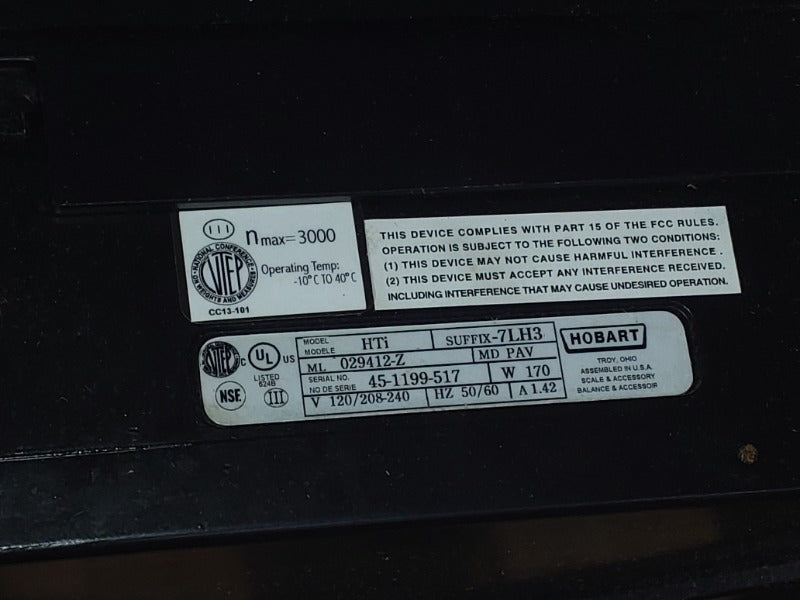 III
nmax=3000
NATIONAL CONFERENCE ON WEIGHTS AND MEASURES
NTEP
Operating Temp:
-10°C TO 40°C
CC13-101
THIS DEVICE COMPLIES WITH PART 15 OF THE FCC RULES.
OPERATION IS SUBJECT TO THE FOLLOWING TWO CONDITIONS:
(1) THIS DEVICE MAY NOT CAUSE HARMFUL INTERFERENCE .
(2) THIS DEVICE MUST ACCEPT ANY INTERFERENCE RECEIVED.
INCLUDING INTERFERENCE THAT MAY CAUSE UNDESIRED OPERATION.
NTEP
C UL US
LISTED
624B
NSF.
III
MODEL
MODELE
HTi
SUFFIX-7LH3
ML 029412-Z
MD PAV
SERIAL NO.
NO DE SERIE
45-1199-517
W 170
V 120/208-240
HZ 50/60
A 1.42
HOBART
TROY, OHIO
ASSEMBLED IN U.S.A.
SCALE & ACCESSORY
BALANCE & ACCESSOIR